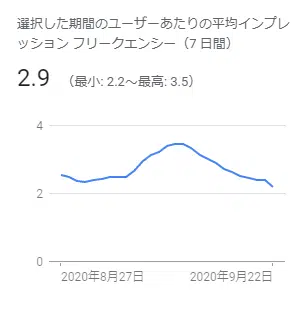 選択した期間のユーザーあたりの平均インプレ
ッション フリークエンシー（7 日間）
2.9 （最小: 2.2～最高: 3.5）
4
2
0
2020年8月27日 2020年9月22日